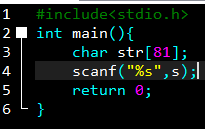 1 #include<stdio.h>
2 int main(){
3 char str[81];
4 scanf("%s",s);
5 return 0;
6 }